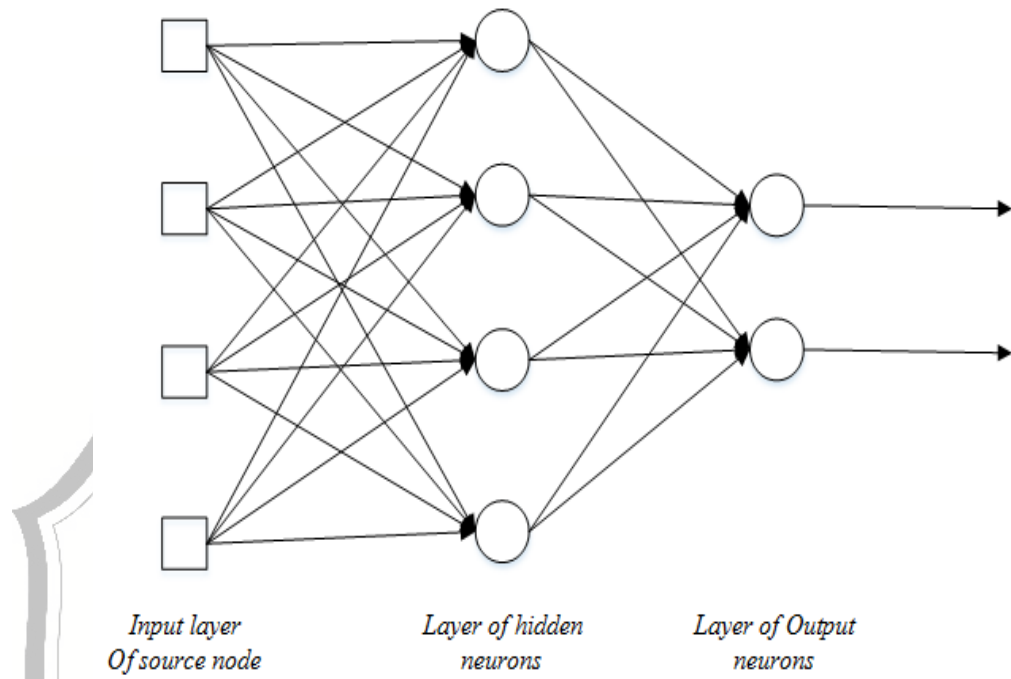 Input layer
Of source node
Layer of hidden
neurons
Layer of Output
neurons